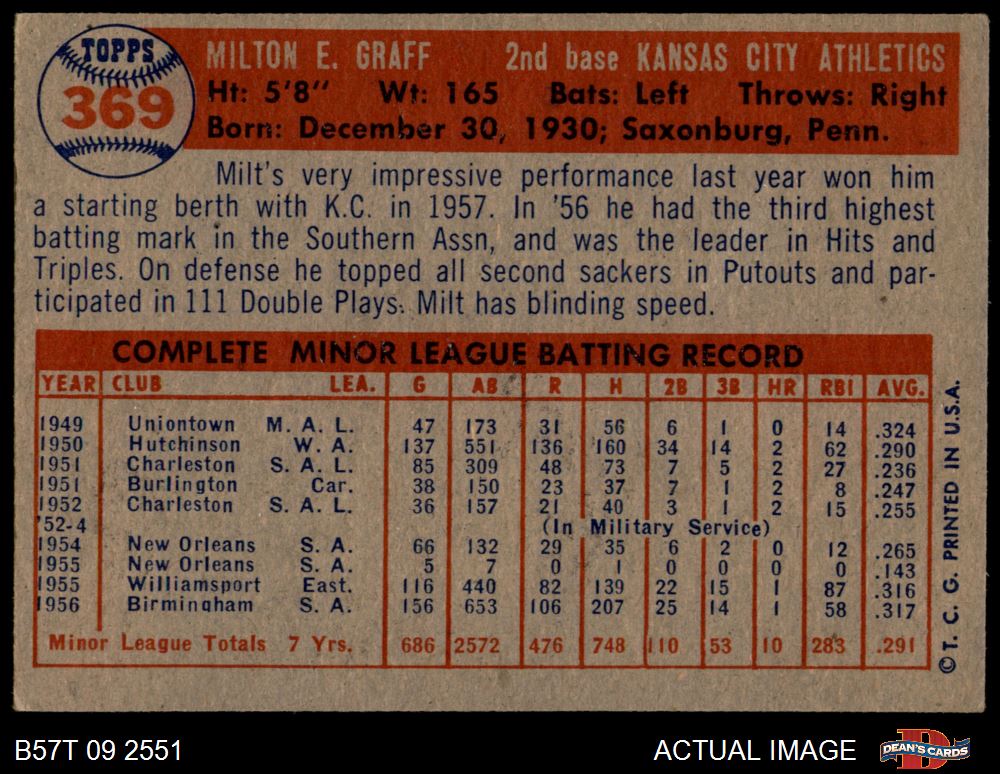 TOPPS
369
MILTON E. GRAFF 2nd base KANSAS CITY ATHLETICS
Ht: 5'8" Wt: 165 Bats: Left Throws: Right
Born: December 30, 1930; Saxonburg, Penn.
Milt's very impressive performance last year won him
a starting berth with K.C. in 1957. In '56 he had the third highest
batting mark in the Southern Assn, and was the leader in Hits and
Triples. On defense he topped all second sackers in Putouts and par-
ticipated in 111 Double Plays. Milt has blinding speed.
COMPLETE MINOR LEAGUE BATTING RECORD
YEAR CLUB LEA. G AB R H 2B 3B HR RBI AVG.
1949 Uniontown M. A. L. 47 173 31 56 6 1 0 14 .324
1950 Hutchinson W. A. 137 551 136 160 34 14 2 62 .290
1951 Charleston S. A. L. 85 309 48 73 7 5 2 27 .236
1951 Burlington Car. 38 150 23 37 7 1 2 8 .247
1952 Charleston S. A. L. 36 157 21 40 3 1 2 15 .255
'52-4 (In Military Service)
1954 New Orleans S. A. 66 132 29 35 6 2 0 12 .265
1955 New Orleans S. A. 5 7 0 1 0 0 0 0 .143
1955 Williamsport East. 116 440 82 139 22 15 1 87 .316
1956 Birmingham S. A. 156 653 106 207 25 14 1 58 .317
Minor League Totals 7 Yrs. 686 2572 476 748 110 53 10 283 .291
© T. C. G. PRINTED IN U.S.A.
B57T 09 2551 ACTUAL IMAGE
DEAN'S CARDS